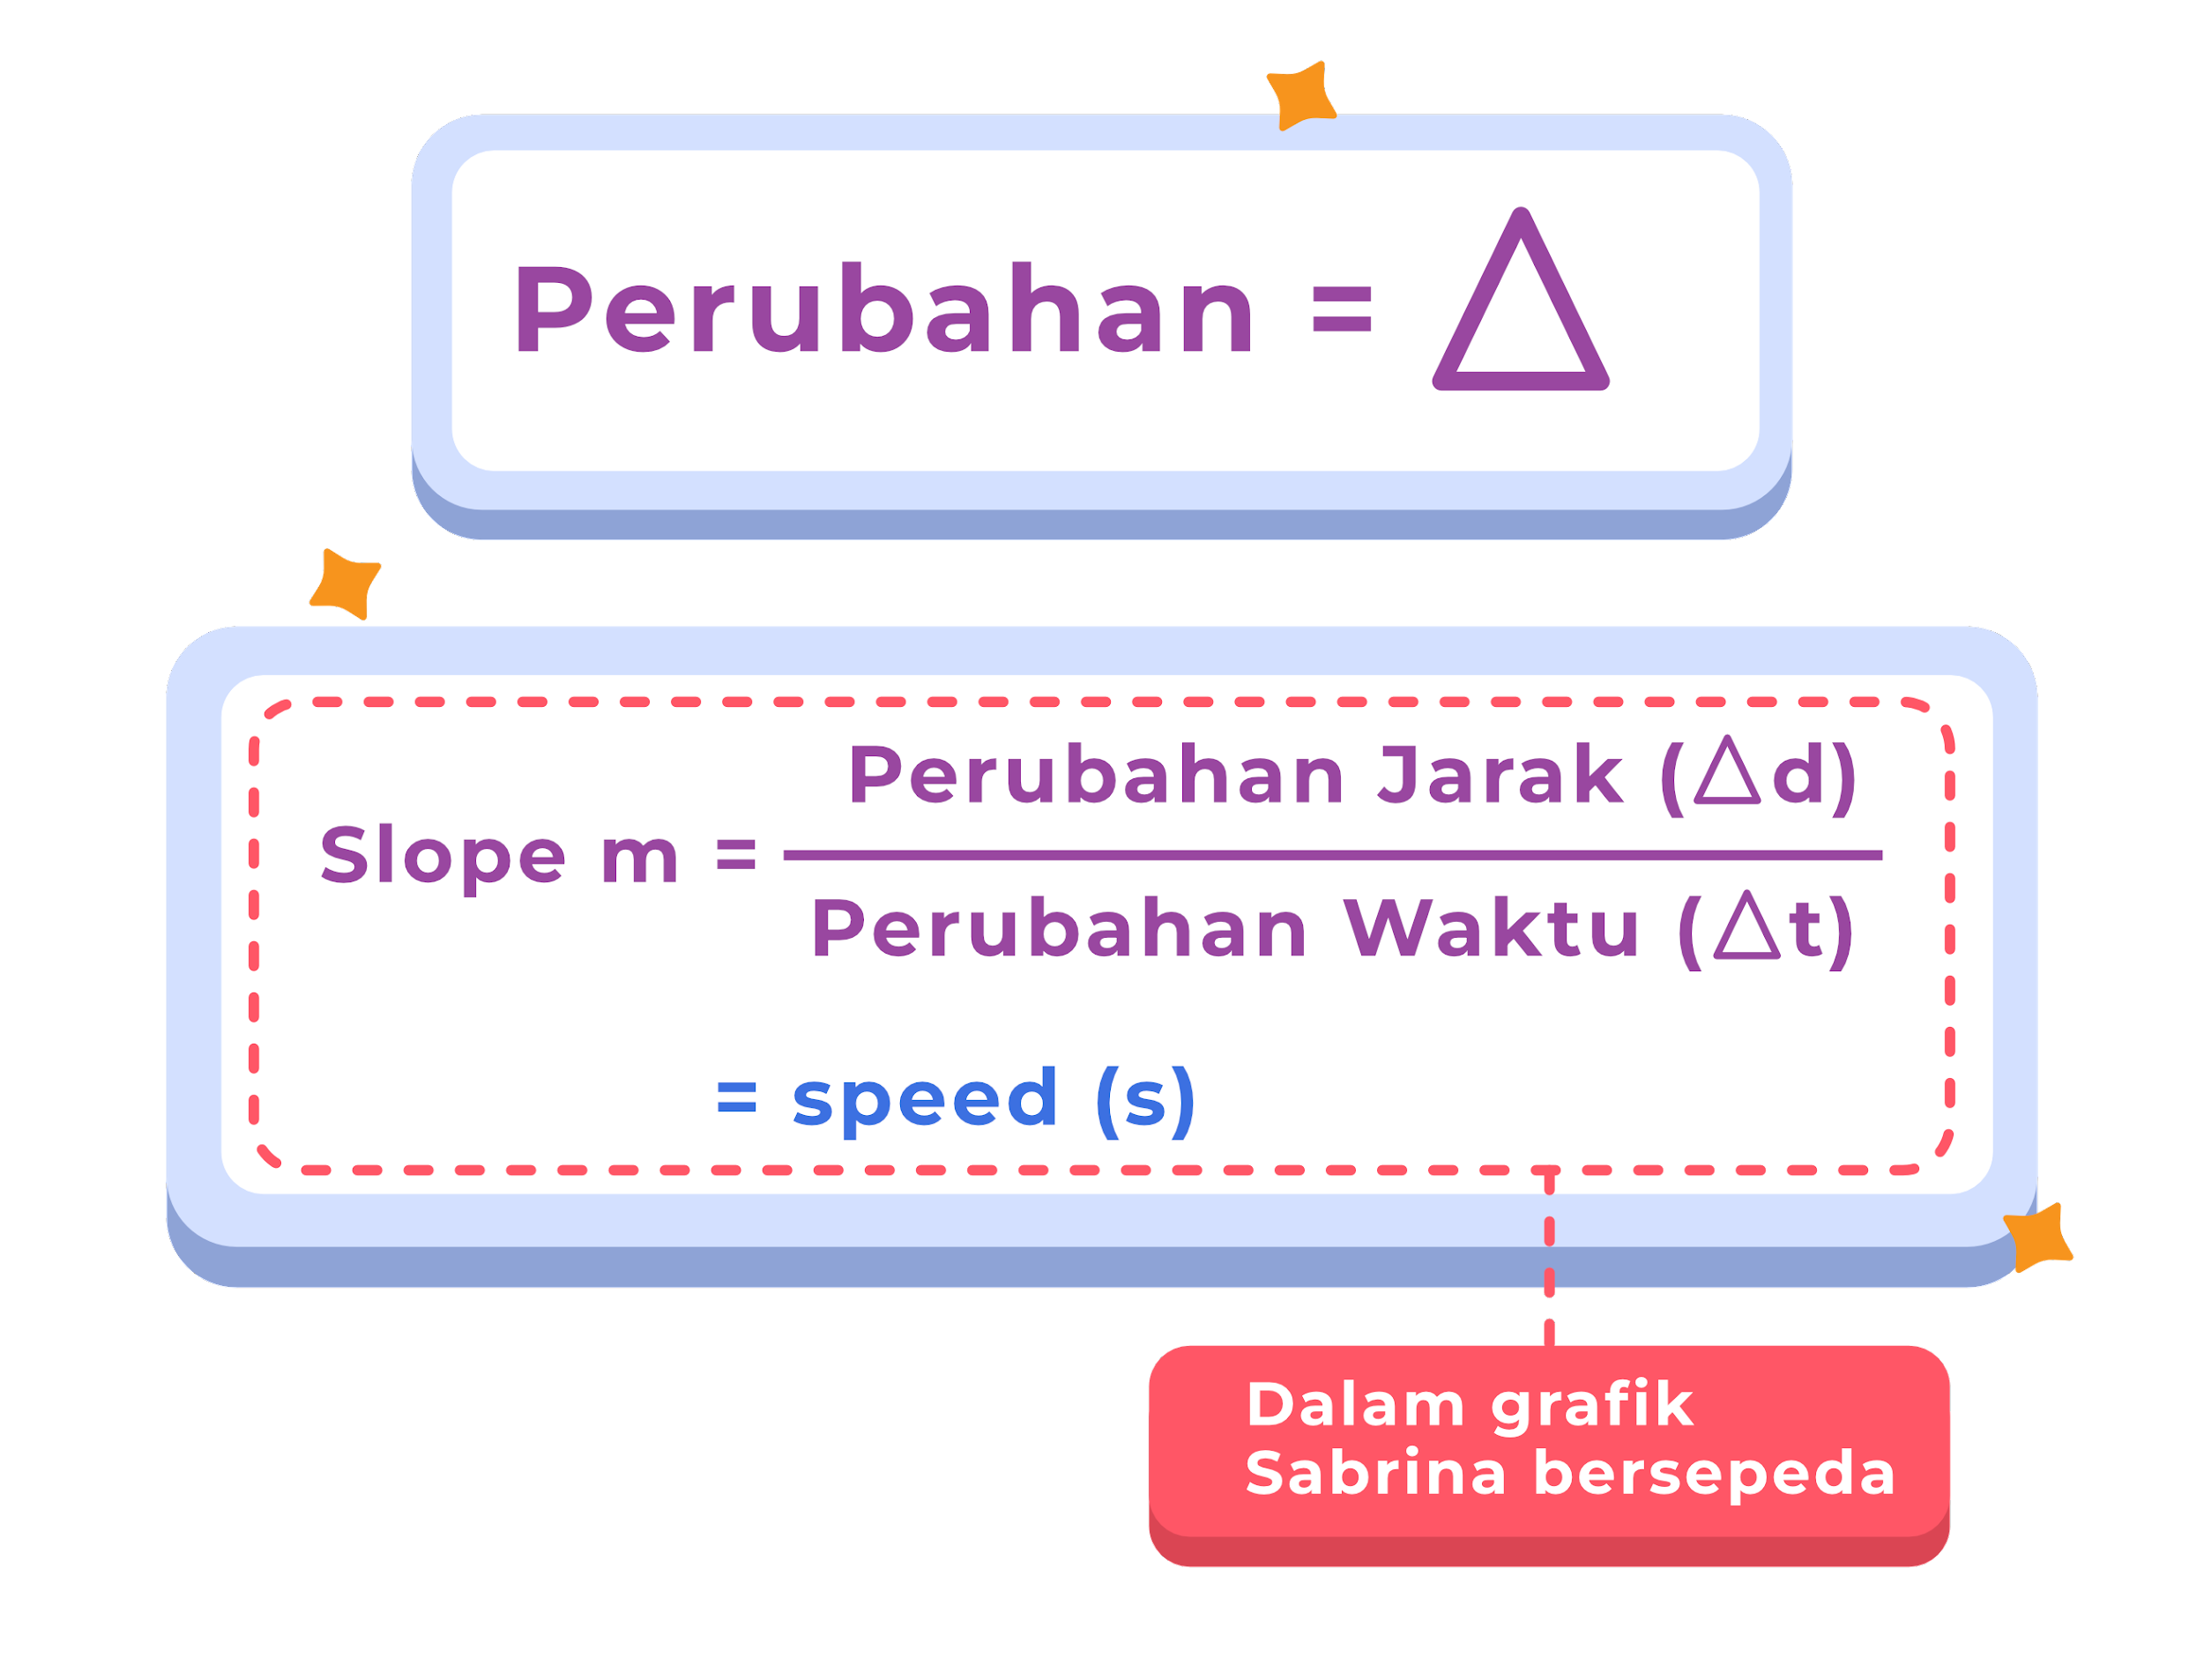 Perubahan = △
Perubahan Jarak (△d)
Slope m =
Perubahan Waktu (△t)
= speed (s)
Dalam grafik
Sabrina bersepeda